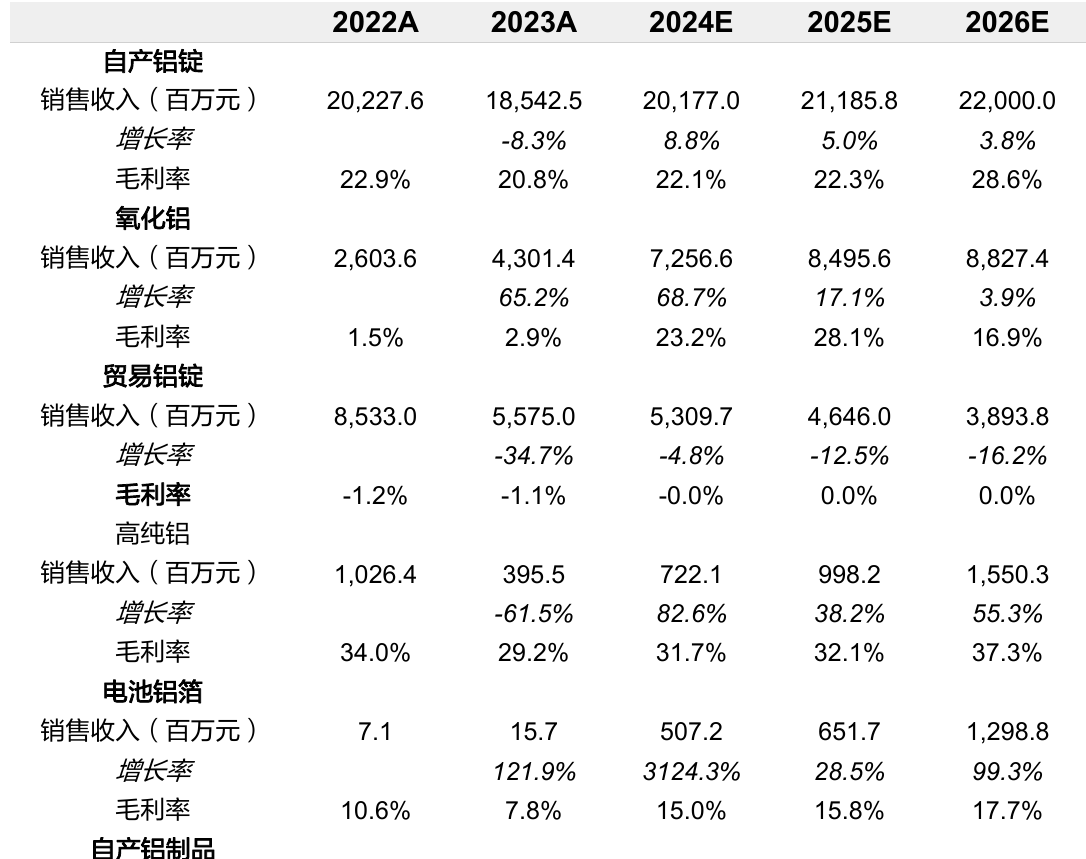 2022A 2023A 2024E 2025E 2026E
自产铝锭
销售收入（百万元） 20,227.6 18,542.5 20,177.0 21,185.8 22,000.0
增长率 -8.3% 8.8% 5.0% 3.8%
毛利率 22.9% 20.8% 22.1% 22.3% 28.6%
氧化铝
销售收入（百万元） 2,603.6 4,301.4 7,256.6 8,495.6 8,827.4
增长率 65.2% 68.7% 17.1% 3.9%
毛利率 1.5% 2.9% 23.2% 28.1% 16.9%
贸易铝锭
销售收入（百万元） 8,533.0 5,575.0 5,309.7 4,646.0 3,893.8
增长率 -34.7% -4.8% -12.5% -16.2%
毛利率 -1.2% -1.1% -0.0% 0.0% 0.0%
高纯铝
销售收入（百万元） 1,026.4 395.5 722.1 998.2 1,550.3
增长率 -61.5% 82.6% 38.2% 55.3%
毛利率 34.0% 29.2% 31.7% 32.1% 37.3%
电池铝箔
销售收入（百万元） 7.1 15.7 507.2 651.7 1,298.8
增长率 121.9% 3124.3% 28.5% 99.3%
毛利率 10.6% 7.8% 15.0% 15.8% 17.7%
自产铝制品